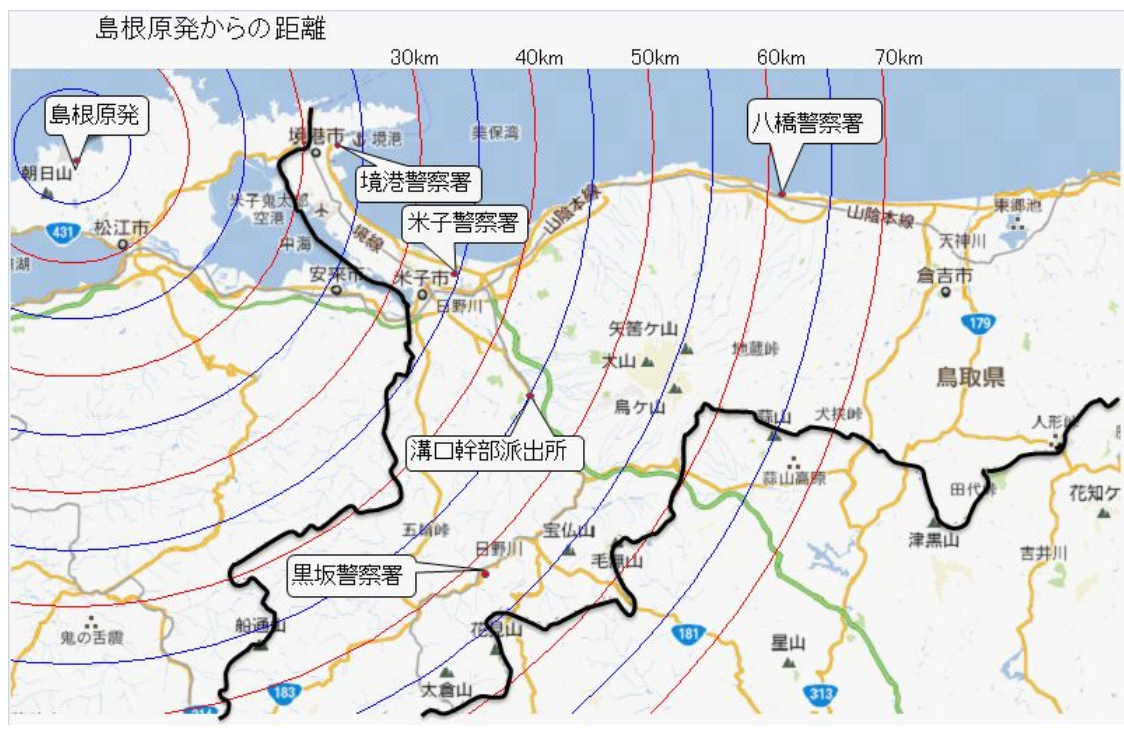 島根原発からの距離
30km
40km
50km
60km
70km
島根原発
八橋警察署
境港市
境港
美保湾
朝日山
境港警察署
米子鬼太郎
空港
米子警察署
山陰本線
山陰本線
東郷池
431
松江市
中海
境線
天神川
湖
安来市
米子市
倉吉市
日野川
179
矢筈ケ山
地蔵峠
大山
鳥取県
烏ケ山
蒜山
犬挟峠
人形峠
溝口幹部派出所
蒜山高原
田代峠
花知ケ
五輪峠
宝仏山
津黒山
日野川
毛無山
吉井川
黒坂警察署
鬼の舌震
船通山
花見山
181
星山
大倉山
183
313
314